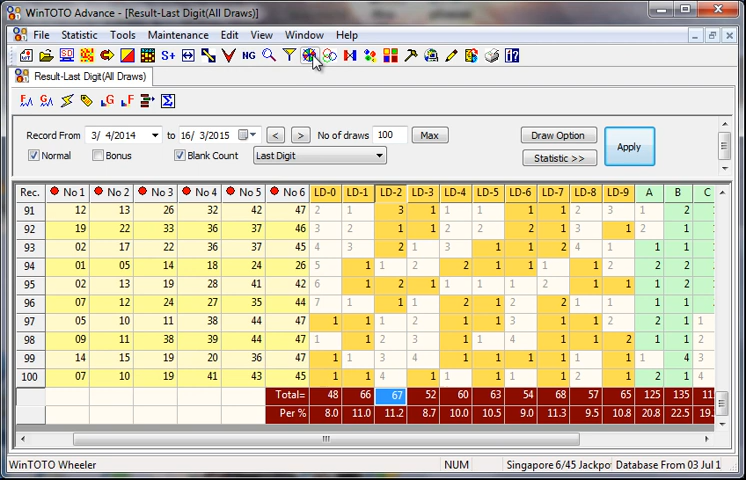 WinTOTO Advance - [Result-Last Digit(All Draws)]
File Statistic Tools Maintenance Edit View Window Help
S+ NG
Result-Last Digit(All Draws)
F G G F Σ
Record From 3/ 4/2014 to 16/ 3/2015 < > No of draws 100 Max Draw Option Apply
Normal Bonus Blank Count Last Digit Statistic >>
Rec. No 1 No 2 No 3 No 4 No 5 No 6 LD-0 LD-1 LD-2 LD-3 LD-4 LD-5 LD-6 LD-7 LD-8 LD-9 A B C
91 12 13 26 32 42 47 2 1 3 1 1 1 1 1 2 3 1 2
92 19 22 33 36 37 46 3 2 1 1 2 2 2 1 3 1 2 1
93 02 17 22 36 37 45 4 3 2 1 3 1 1 2 4 1 1 1
94 01 05 14 18 24 26 5 1 1 2 2 1 1 1 1 2 2 2
95 02 13 19 28 41 42 6 1 2 1 1 1 1 2 1 1 1 2
96 07 12 24 27 35 44 7 1 1 1 2 1 2 2 1 1 1 1
97 05 10 11 38 39 44 1 1 1 2 1 1 3 1 1 1 1 2
98 09 11 38 39 44 47 1 1 2 3 1 1 4 1 1 2 1 1
99 14 15 19 20 36 47 1 1 3 4 1 1 1 1 1 1 1 4
100 07 10 19 41 43 45 1 1 4 1 1 1 1 1 2 1 2 1
Total= 48 66 67 52 60 63 54 68 57 65 125 135
Per % 8.0 11.0 11.2 8.7 10.0 10.5 9.0 11.3 9.5 10.8 20.8 22.5
WinTOTO Wheeler NUM Singapore 6/45 Jackpo Database From 03 Jul 1